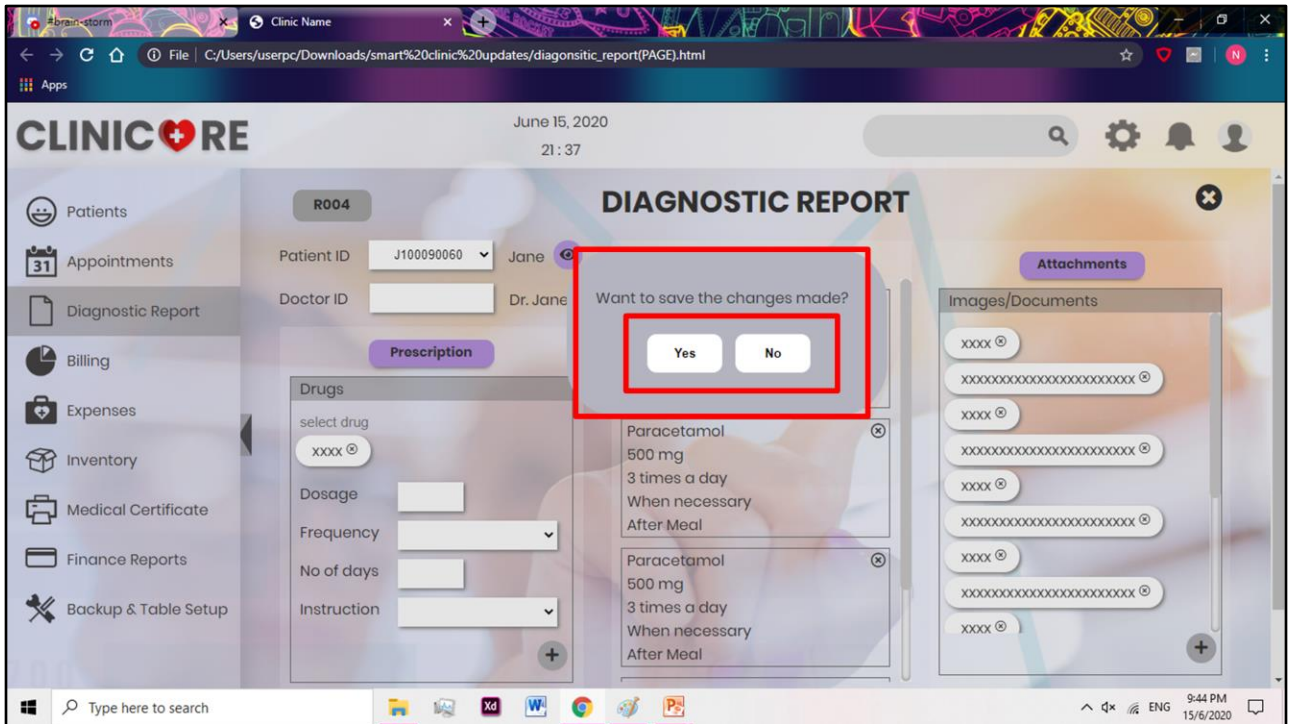 #brain-storm
Clinic Name
File | C:/Users/userpc/Downloads/smart%20clinic%20updates/diagonsitic_report(PAGE).html
N
Apps
CLINIC RE
June 15, 2020
21 : 37
Patients
31 Appointments
Diagnostic Report
Billing
Expenses
Inventory
Medical Certificate
Finance Reports
Backup & Table Setup
R004
DIAGNOSTIC REPORT
Patient ID J100090060 Jane
Doctor ID Dr. Jane
Prescription
Drugs
select drug
xxxx
Dosage
Frequency
No of days
Instruction
Want to save the changes made?
Yes No
Paracetamol
500 mg
3 times a day
When necessary
After Meal
Paracetamol
500 mg
3 times a day
When necessary
After Meal
Attachments
Images/Documents
xxxx
xxxxxxxxxxxxxxxxxxxxxxx
xxxx
xxxxxxxxxxxxxxxxxxxxxxx
xxxx
xxxxxxxxxxxxxxxxxxxxxxx
xxxx
xxxxxxxxxxxxxxxxxxxxxxx
xxxx
Type here to search
Xd
W
P
ENG
9:44 PM
15/6/2020